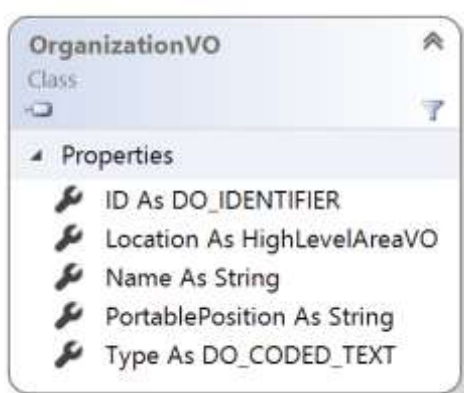 OrganizationVO
Class
Properties
ID As DO_IDENTIFIER
Location As HighLevelAreaVO
Name As String
PortablePosition As String
Type As DO_CODED_TEXT